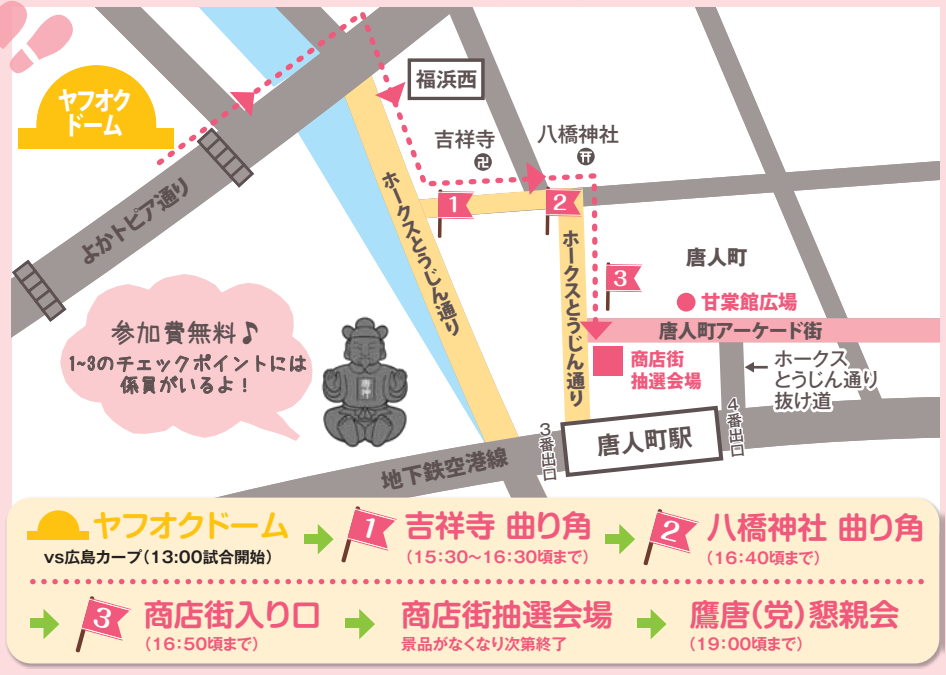 ヤフオク
ドーム
福浜西
吉祥寺
卍
八橋神社
よかトピア通り
ホークスとうじん通り
1
2
ホークスとうじん通り
3
唐人町
甘棠館広場
唐人町アーケード街
商店街
抽選会場
ホークス
とうじん通り
抜け道
参加費無料♪
1~3のチェックポイントには
係員がいるよ！
地下鉄空港線
3番出口
唐人町駅
4番出口
ヤフオクドーム
vs広島カープ（13:00試合開始）
1
吉祥寺 曲り角
（15:30～16:30頃まで）
2
八橋神社 曲り角
（16:40頃まで）
3
商店街入り口
（16:50頃まで）
商店街抽選会場
景品がなくなり次第終了
鷹唐(党)懇親会
（19:00頃まで）